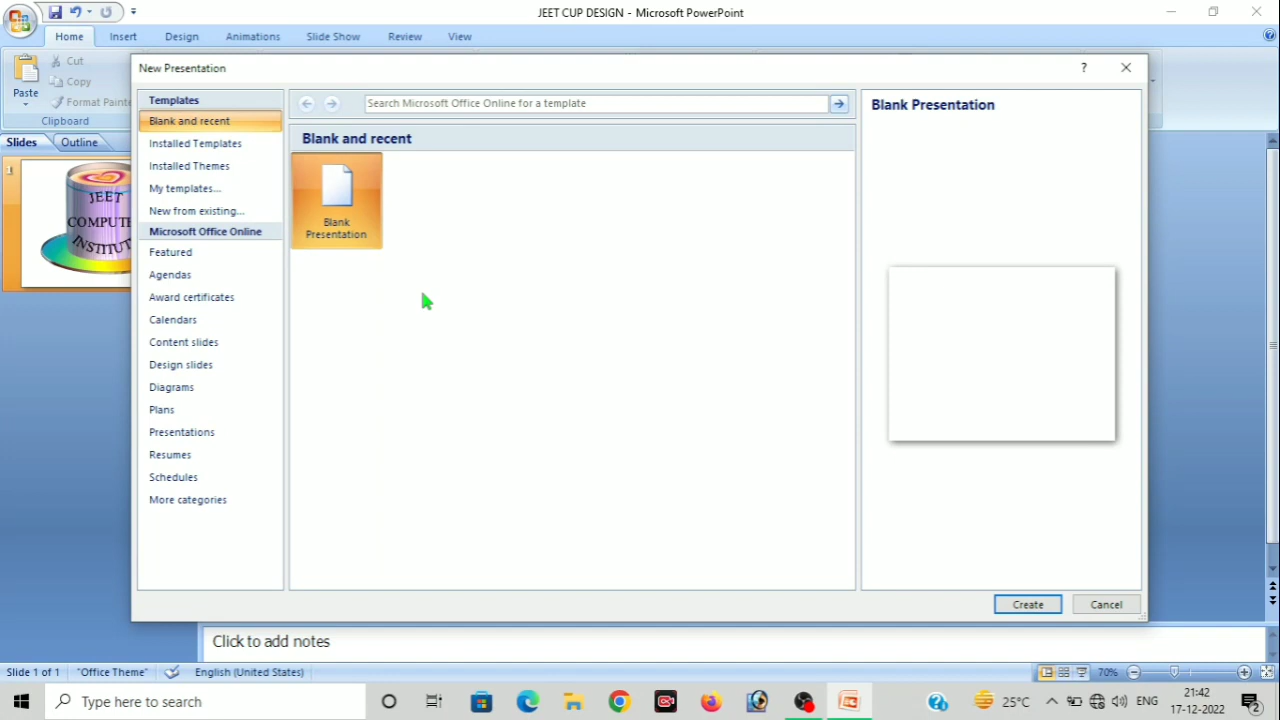 JEET CUP DESIGN - Microsoft PowerPoint
Home Insert Design Animations Slide Show Review View
Paste
Cut
Copy
Format Painte
Clipboard
Slides Outline
1
JEET
COMPUTE
INSTITUT
New Presentation
?
Templates
Blank and recent
Installed Templates
Installed Themes
My templates...
New from existing...
Microsoft Office Online
Featured
Agendas
Award certificates
Calendars
Content slides
Design slides
Diagrams
Plans
Presentations
Resumes
Schedules
More categories
Search Microsoft Office Online for a template
Blank and recent
Blank
Presentation
Blank Presentation
Create Cancel
Click to add notes
Slide 1 of 1 "Office Theme" English (United States) 70%
Type here to search
25°C ENG
21:42
17-12-2022
2